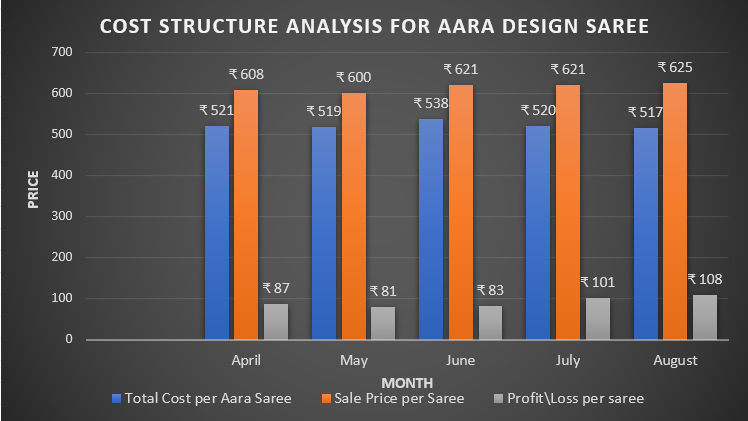 COST STRUCTURE ANALYSIS FOR AARA DESIGN SAREE
700
600
500
400
300
200
100
0
PRICE
₹ 521
₹ 608
₹ 87
₹ 519
₹ 600
₹ 81
₹ 538
₹ 621
₹ 83
₹ 520
₹ 621
₹ 101
₹ 517
₹ 625
₹ 108
April
May
June
July
August
MONTH
Total Cost per Aara Saree
Sale Price per Saree
Profit\Loss per saree